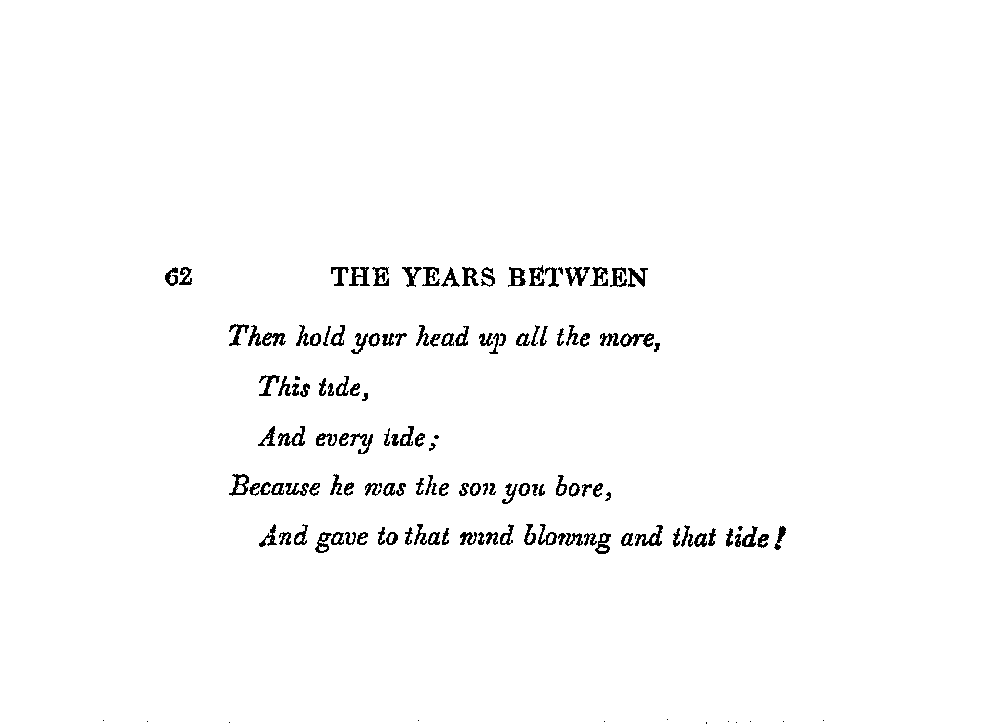 62 THE YEARS BETWEEN
Then hold your head up all the more,
This tide,
And every tide;
Because he was the son you bore,
And gave to that wind blowing and that tide!